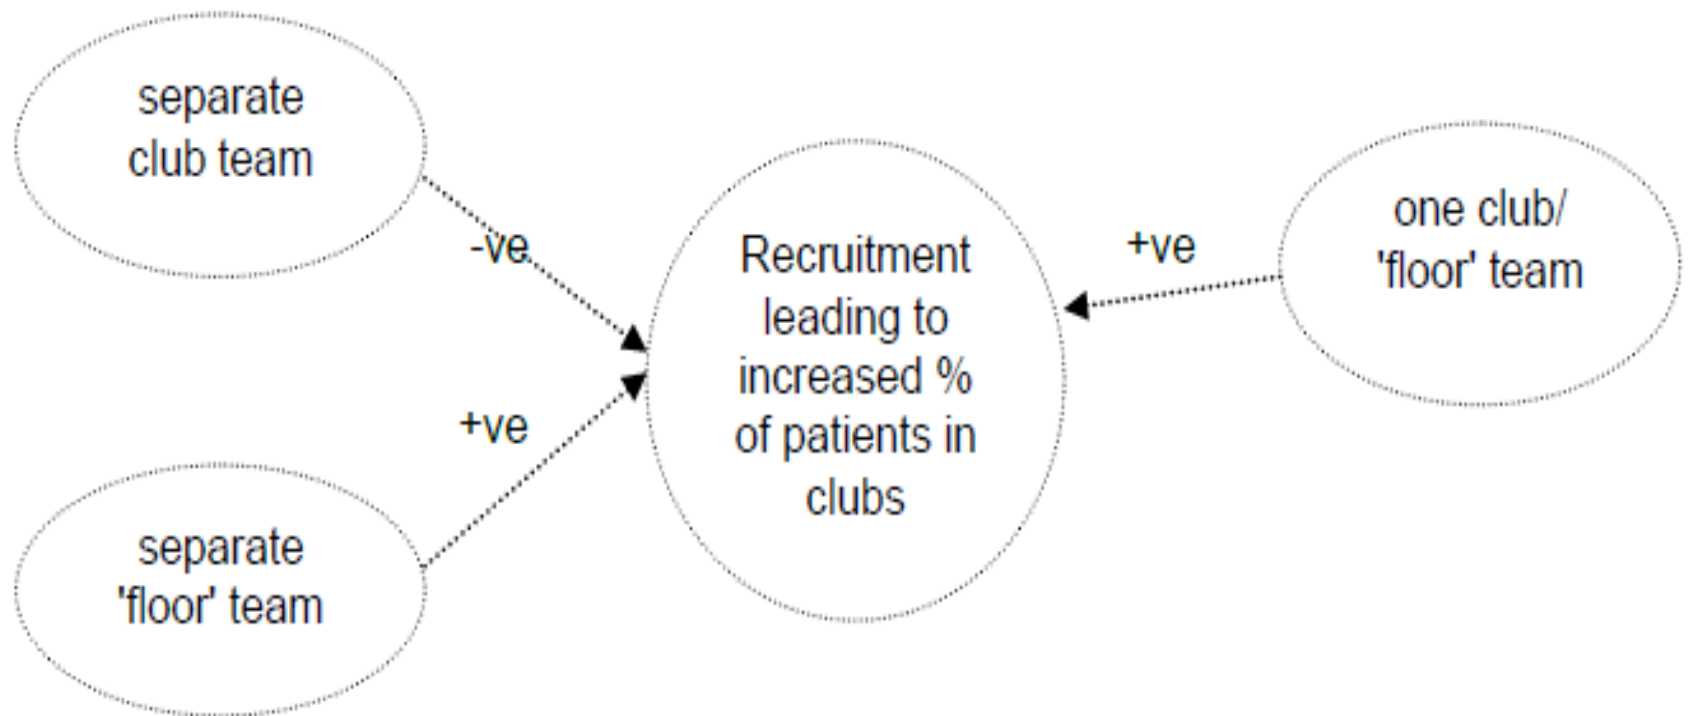 separate
club team
-ve
+ve
separate
'floor' team
Recruitment
leading to
increased %
of patients in
clubs
+ve
one club/
'floor' team